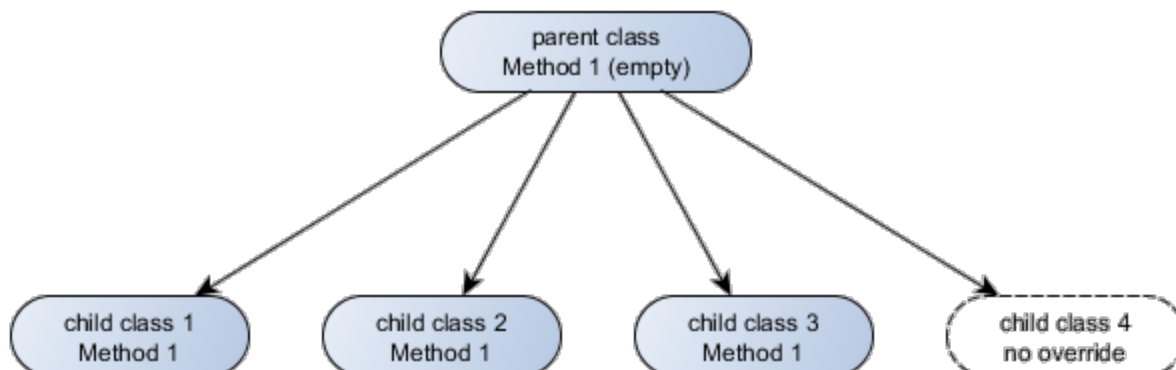 parent class
Method 1 (empty)
child class 1
Method 1
child class 2
Method 1
child class 3
Method 1
child class 4
no override